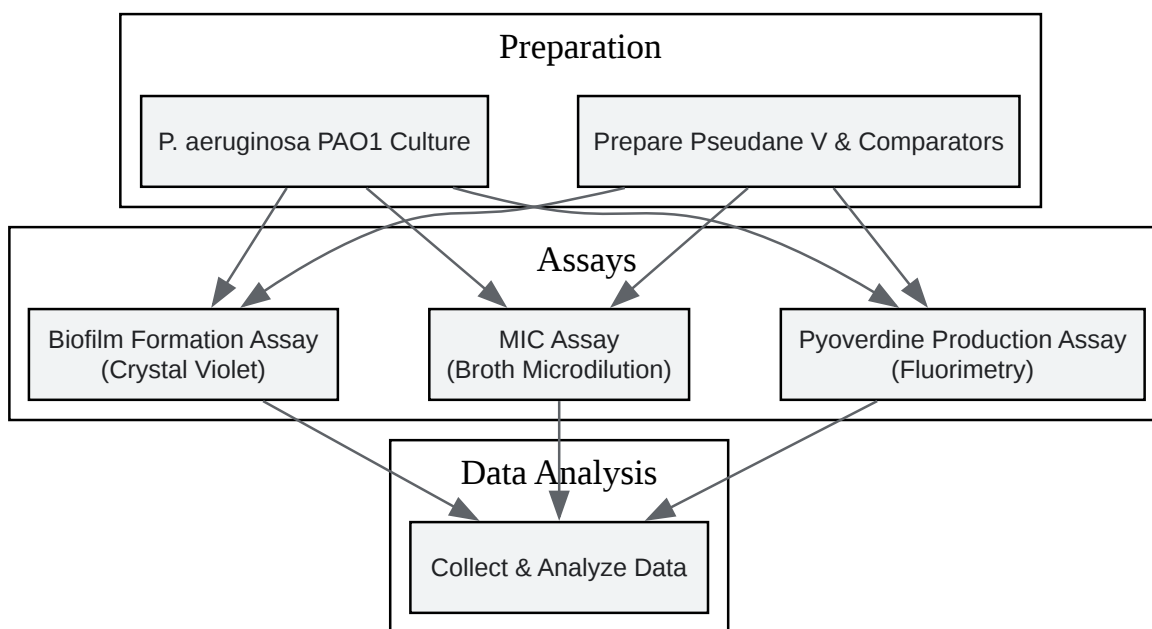 Preparation
P. aeruginosa PAO1 Culture
Prepare Pseudane V & Comparators
Assays
Biofilm Formation Assay
(Crystal Violet)
MIC Assay
(Broth Microdilution)
Pyoverdine Production Assay
(Fluorimetry)
Data Analysis
Collect & Analyze Data